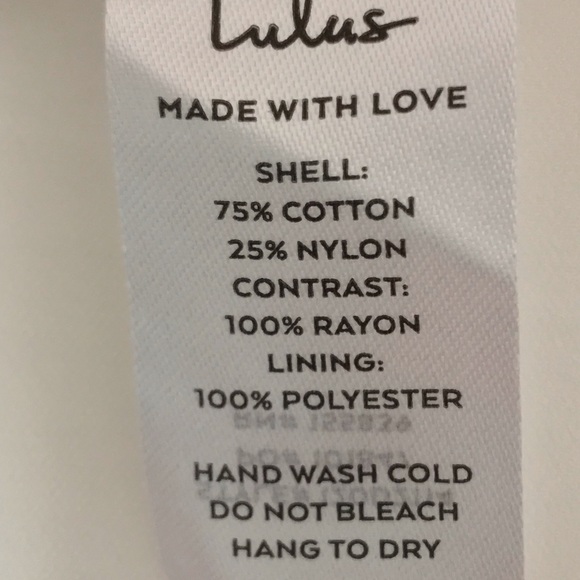 Lulus
MADE WITH LOVE
SHELL:
75% COTTON
25% NYLON
CONTRAST:
100% RAYON
LINING:
100% POLYESTER
HAND WASH COLD
DO NOT BLEACH
HANG TO DRY